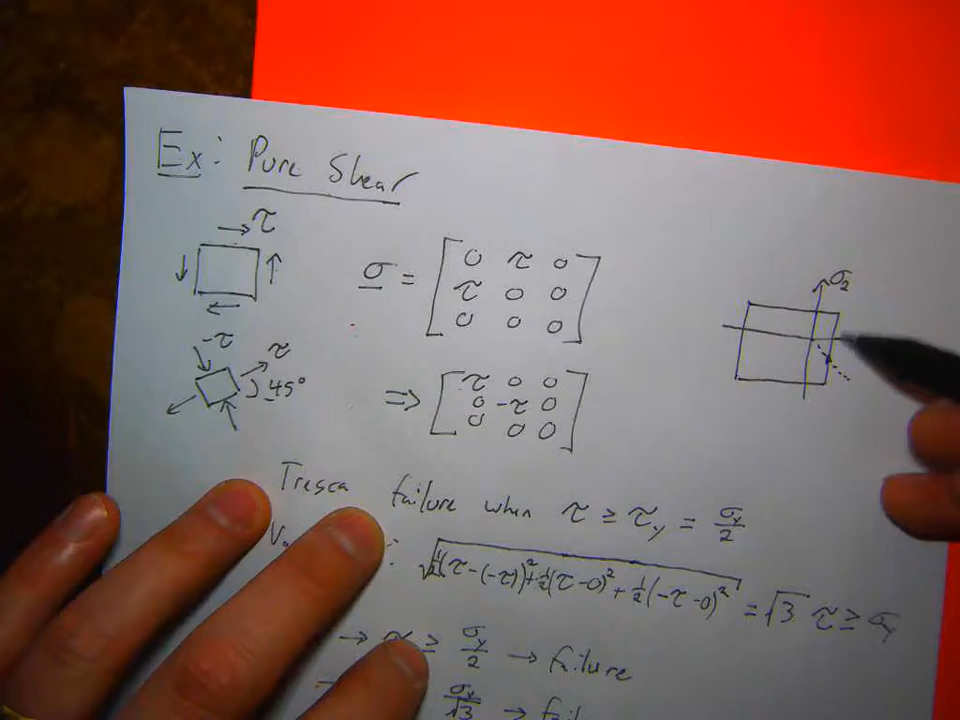 Ex: Pure Shear
τ
σ = [0 τ 0
τ 0 0
0 0 0]
σ₂
-τ
τ
45°
=> [τ 0 0
0 -τ 0
0 0 0]
Tresca failure when τ ≥ τy = σy/2
√(½(τ-(-τ))² + ½(τ-0)² + ½(-τ-0)²) = √3 τ ≥ σy
→ τ ≥ σy/2 → failure
σy/√3 →